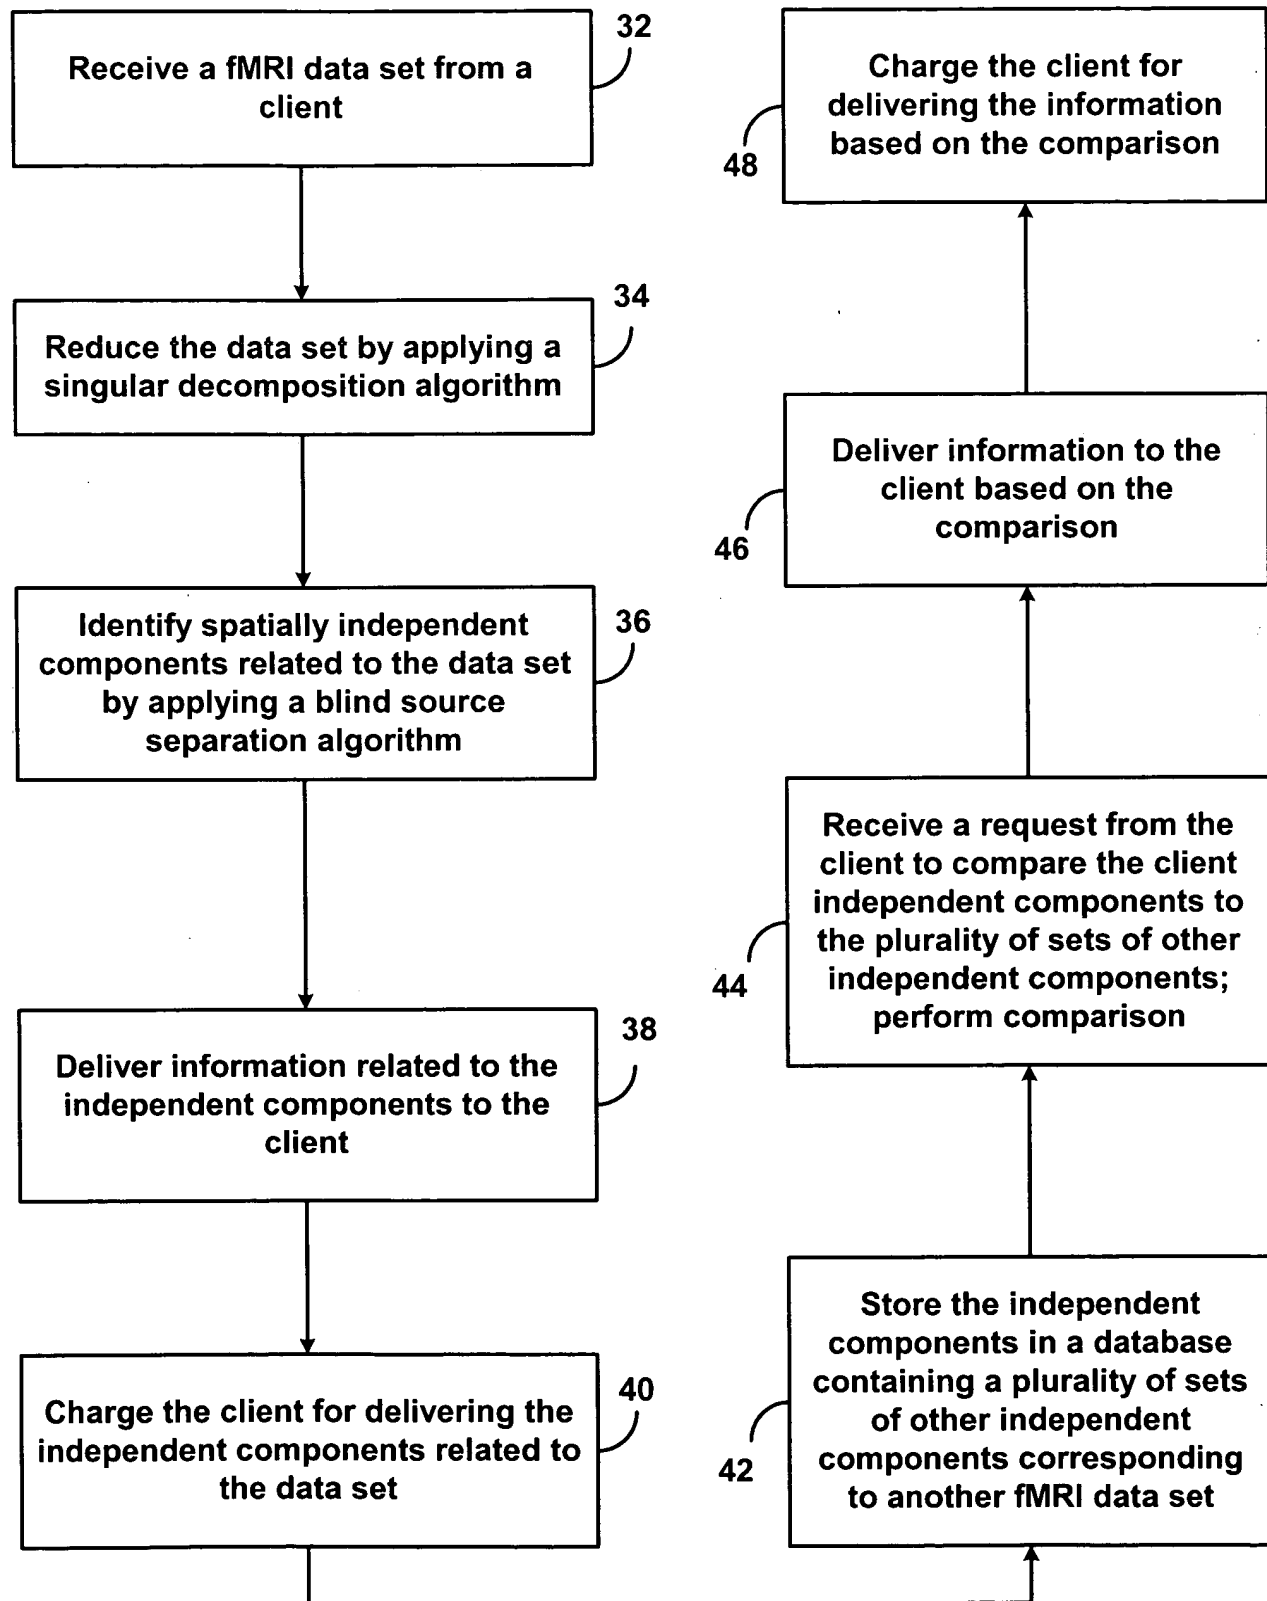 32
Receive a fMRI data set from a
client
34
Reduce the data set by applying a
singular decomposition algorithm
36
Identify spatially independent
components related to the data set
by applying a blind source
separation algorithm
38
Deliver information related to the
independent components to the
client
40
Charge the client for delivering the
independent components related to
the data set
Store the independent
components in a database
containing a plurality of sets
of other independent
components corresponding
to another fMRI data set
42
Receive a request from the
client to compare the client
independent components to
the plurality of sets of other
independent components;
perform comparison
44
Deliver information to the
client based on the
comparison
46
Charge the client for
delivering the information
based on the comparison
48